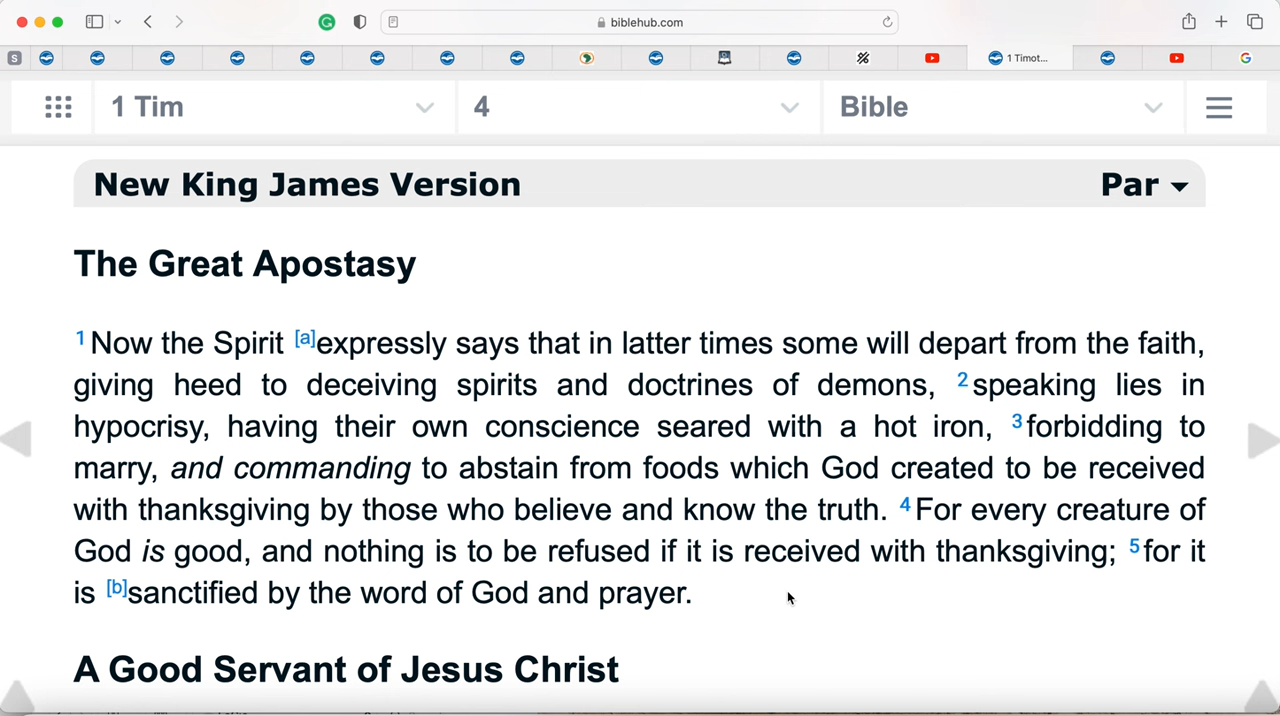 biblehub.com
S
1 Timot...
G
1 Tim
4
Bible
New King James Version
Par
The Great Apostasy
1 Now the Spirit [a]expressly says that in latter times some will depart from the faith,
giving heed to deceiving spirits and doctrines of demons, 2 speaking lies in
hypocrisy, having their own conscience seared with a hot iron, 3 forbidding to
marry, and commanding to abstain from foods which God created to be received
with thanksgiving by those who believe and know the truth. 4 For every creature of
God is good, and nothing is to be refused if it is received with thanksgiving; 5 for it
is [b]sanctified by the word of God and prayer.
A Good Servant of Jesus Christ